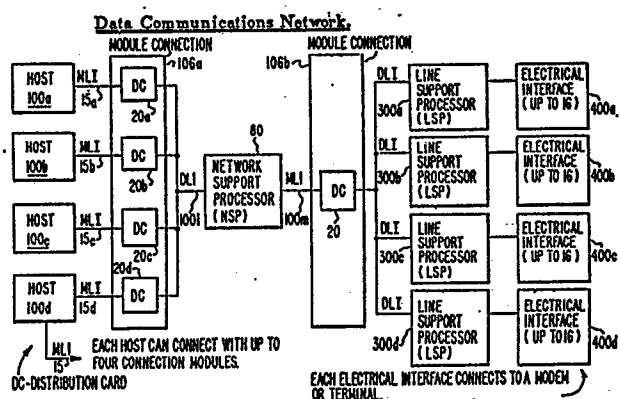 Data Communications Network.
MODULE CONNECTION
106a
HOST
100a
MLI
15a
DC
20a
HOST
100b
MLI
15b
DC
20b
HOST
100c
MLI
15c
DC
20c
HOST
100d
MLI
15d
DC
20d
MLI
15
DC-DISTRIBUTION CARD
EACH HOST CAN CONNECT WITH UP TO
FOUR CONNECTION MODULES.
DLI
100i
80
NETWORK
SUPPORT
PROCESSOR
(NSP)
MLI
100m
MODULE CONNECTION
106b
DC
20
DLI
300a
LINE
SUPPORT
PROCESSOR
(LSP)
ELECTRICAL
INTERFACE
(UP TO 16)
400a
DLI
300b
LINE
SUPPORT
PROCESSOR
(LSP)
ELECTRICAL
INTERFACE
(UP TO 16)
400b
DLI
300c
LINE
SUPPORT
PROCESSOR
(LSP)
ELECTRICAL
INTERFACE
(UP TO 16)
400c
DLI
300d
LINE
SUPPORT
PROCESSOR
(LSP)
ELECTRICAL
INTERFACE
(UP TO 16)
400d
EACH ELECTRICAL INTERFACE CONNECTS TO A MODEM
OR TERMINAL.